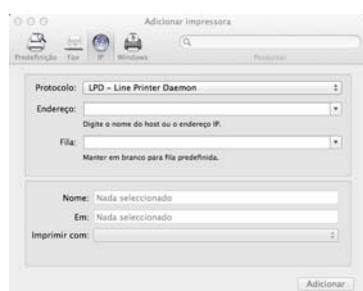 Adicionar impressora
Predefinição Fax IP Windows Pesquisar
Protocolo: LPD – Line Printer Daemon
Endereço:
Digite o nome do host ou o endereço IP.
Fila:
Manter em branco para fila predefinida.
Nome: Nada seleccionado
Em: Nada seleccionado
Imprimir com:
Adicionar